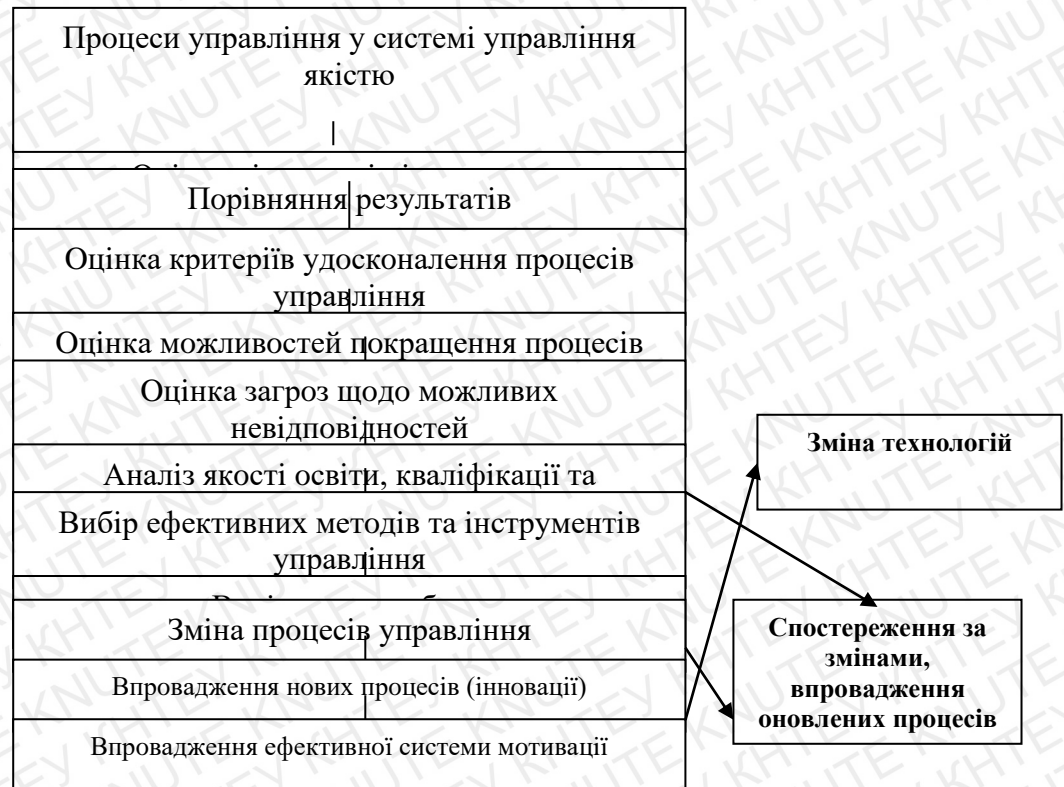 Процеси управління у системі управління
якістю
Порівняння результатів
Оцінка критеріїв удосконалення процесів
управління
Оцінка можливостей покращення процесів
Оцінка загроз щодо можливих
невідповідностей
Аналіз якості освіти, кваліфікації та
Вибір ефективних методів та інструментів
управління
Зміна процесів управління
Впровадження нових процесів (інновації)
Впровадження ефективної системи мотивації
Зміна технологій
Спостереження за
змінами,
впровадження
оновлених процесів